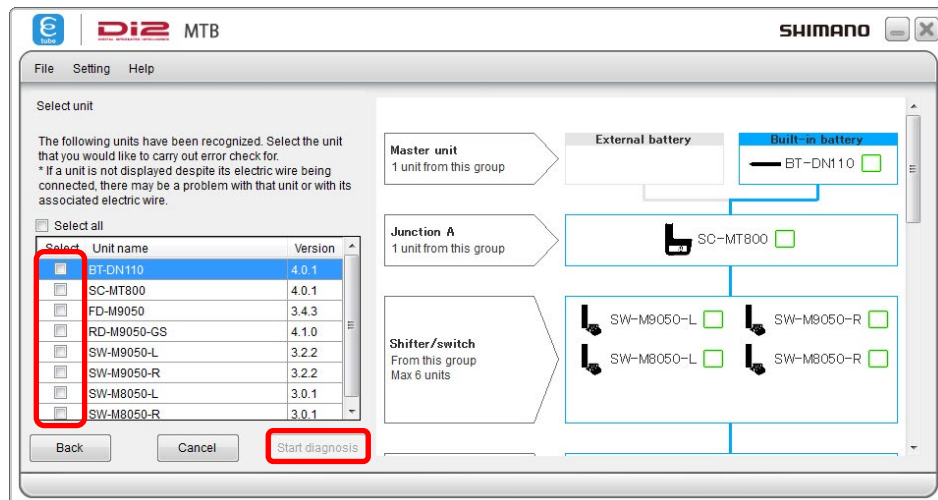 e
tube
Di2 MTB
DIGITAL INTEGRATED INTELLIGENCE
SHIMANO
File Setting Help
Select unit
The following units have been recognized. Select the unit
that you would like to carry out error check for.
* If a unit is not displayed despite its electric wire being
connected, there may be a problem with that unit or with its
associated electric wire.
Select all
Select Unit name Version
BT-DN110 4.0.1
SC-MT800 4.0.1
FD-M9050 3.4.3
RD-M9050-GS 4.1.0
SW-M9050-L 3.2.2
SW-M9050-R 3.2.2
SW-M8050-L 3.0.1
SW-M8050-R 3.0.1
Back Cancel Start diagnosis
Master unit
1 unit from this group
External battery
Built-in battery
BT-DN110
Junction A
1 unit from this group
SC-MT800
Shifter/switch
From this group
Max 6 units
SW-M9050-L SW-M9050-R
SW-M8050-L SW-M8050-R